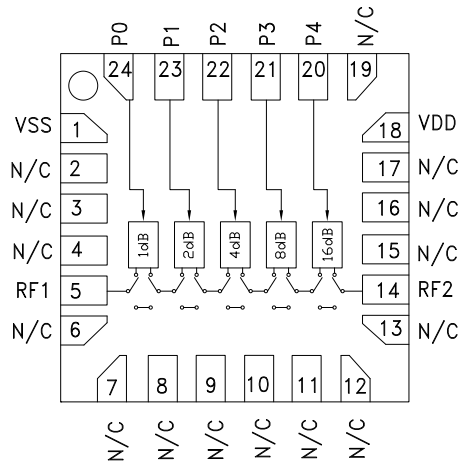 P0 P1 P2 P3 P4 N/C
24 23 22 21 20 19
VSS 1 18 VDD
N/C 2 17 N/C
N/C 3 16 N/C
N/C 4 1dB 2dB 4dB 8dB 16dB 15 N/C
RF1 5 14 RF2
N/C 6 13 N/C
7 8 9 10 11 12
N/C N/C N/C N/C N/C N/C